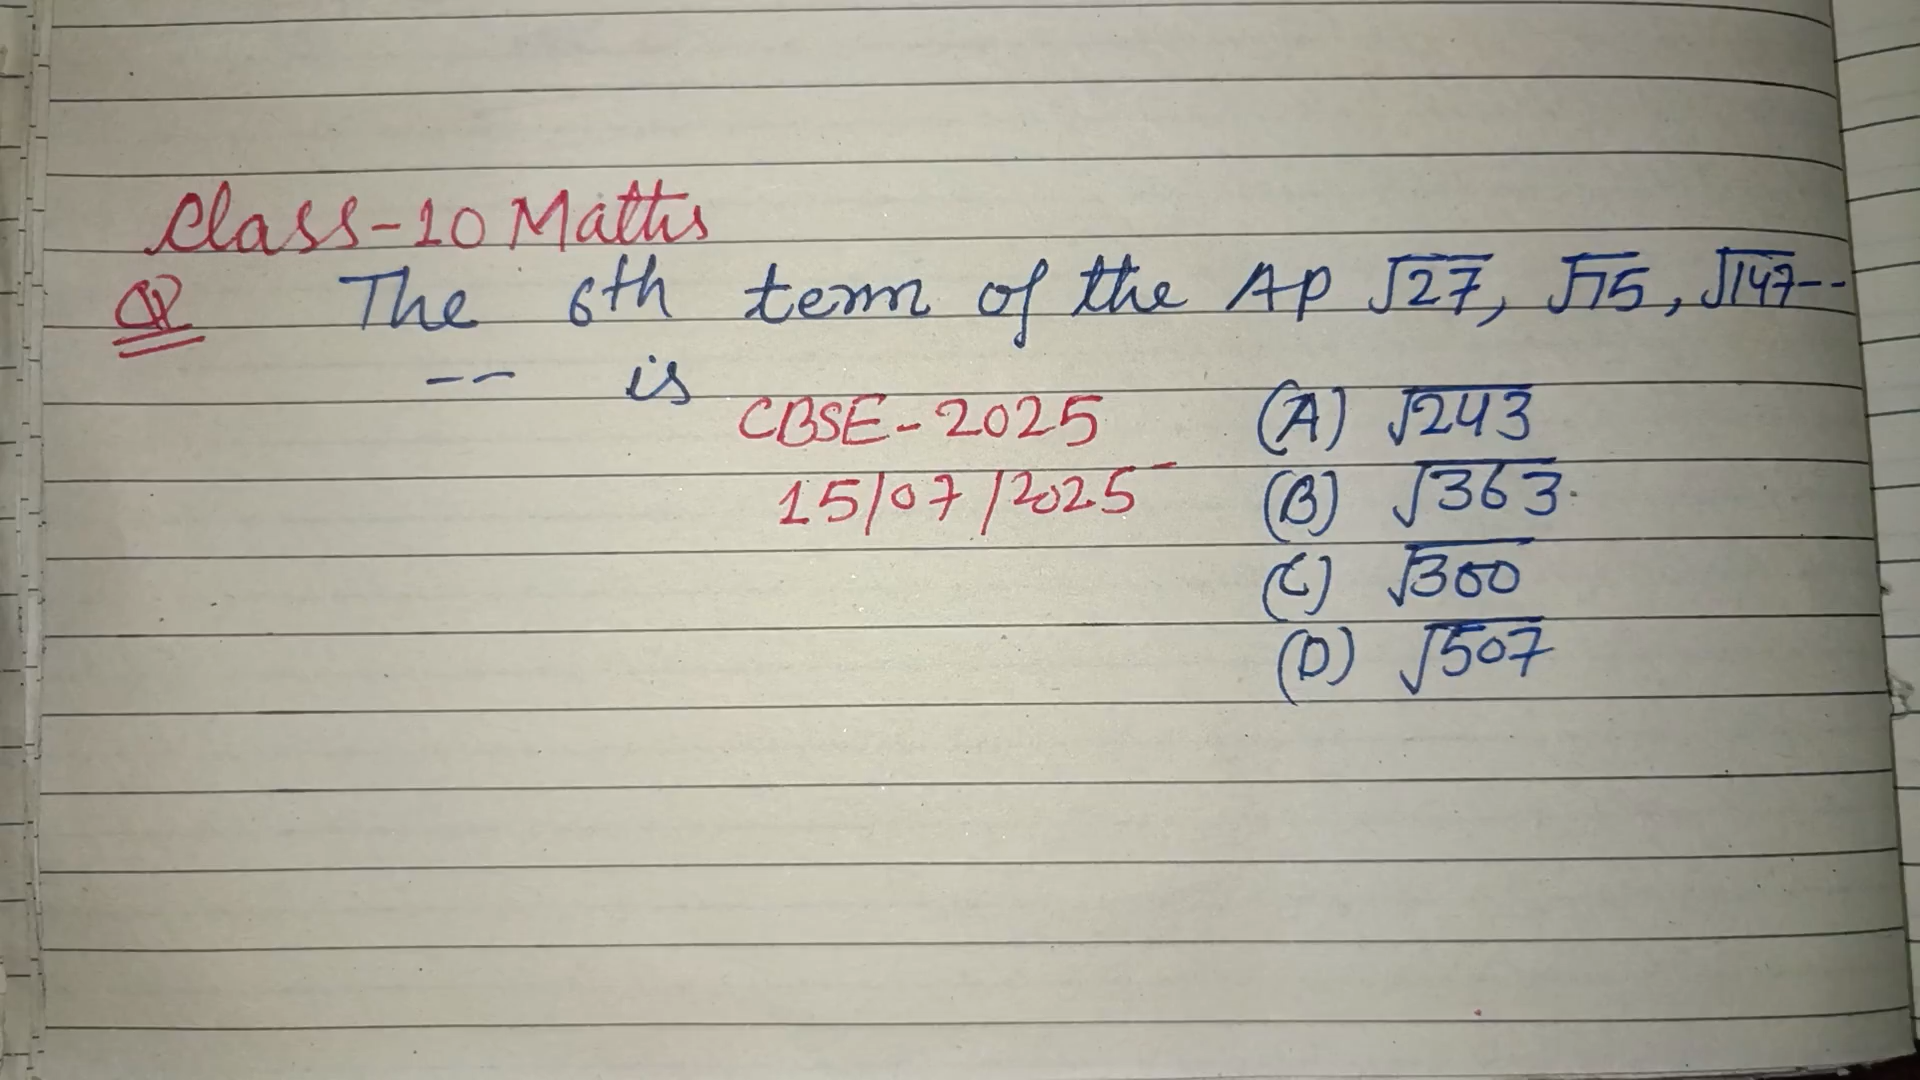 Class-10 Maths
Q The 6th term of the AP √27, √75, √147--
-- is
CBSE-2025 (A) √243
15/07/2025 (B) √363.
(C) √300
(D) √507